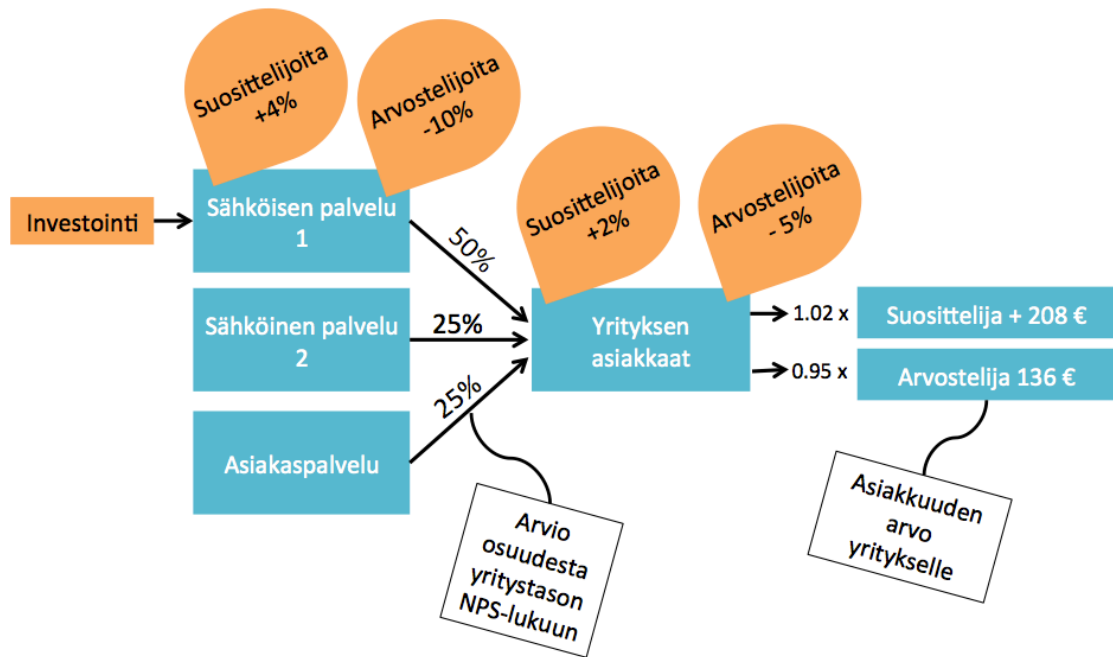 Suosittelijoita
+4%
Arvostelijoita
-10%
Investointi
Sähköisen palvelu
1
50%
Suosittelijoita
+2%
Arvostelijoita
- 5%
Sähköinen palvelu
2
25%
Yrityksen
asiakkaat
1.02 x
Suosittelija + 208 €
0.95 x
Arvostelija 136 €
25%
Asiakaspalvelu
Arvio
osuudesta
yritystason
NPS-lukuun
Asiakkuuden
arvo
yritykselle